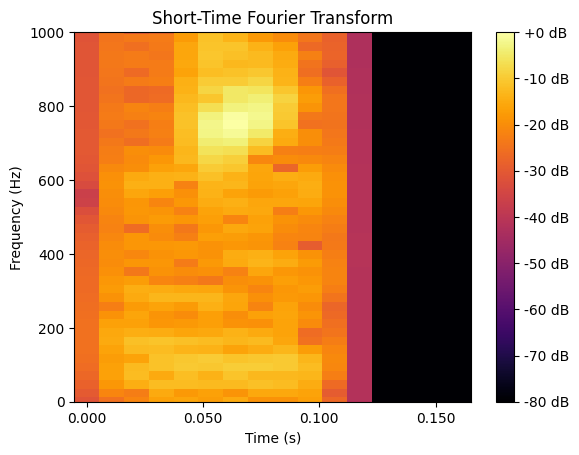 Short-Time Fourier Transform
1000
800
600
400
200
0
Frequency (Hz)
0.000
0.050
0.100
0.150
Time (s)
+0 dB
-10 dB
-20 dB
-30 dB
-40 dB
-50 dB
-60 dB
-70 dB
-80 dB